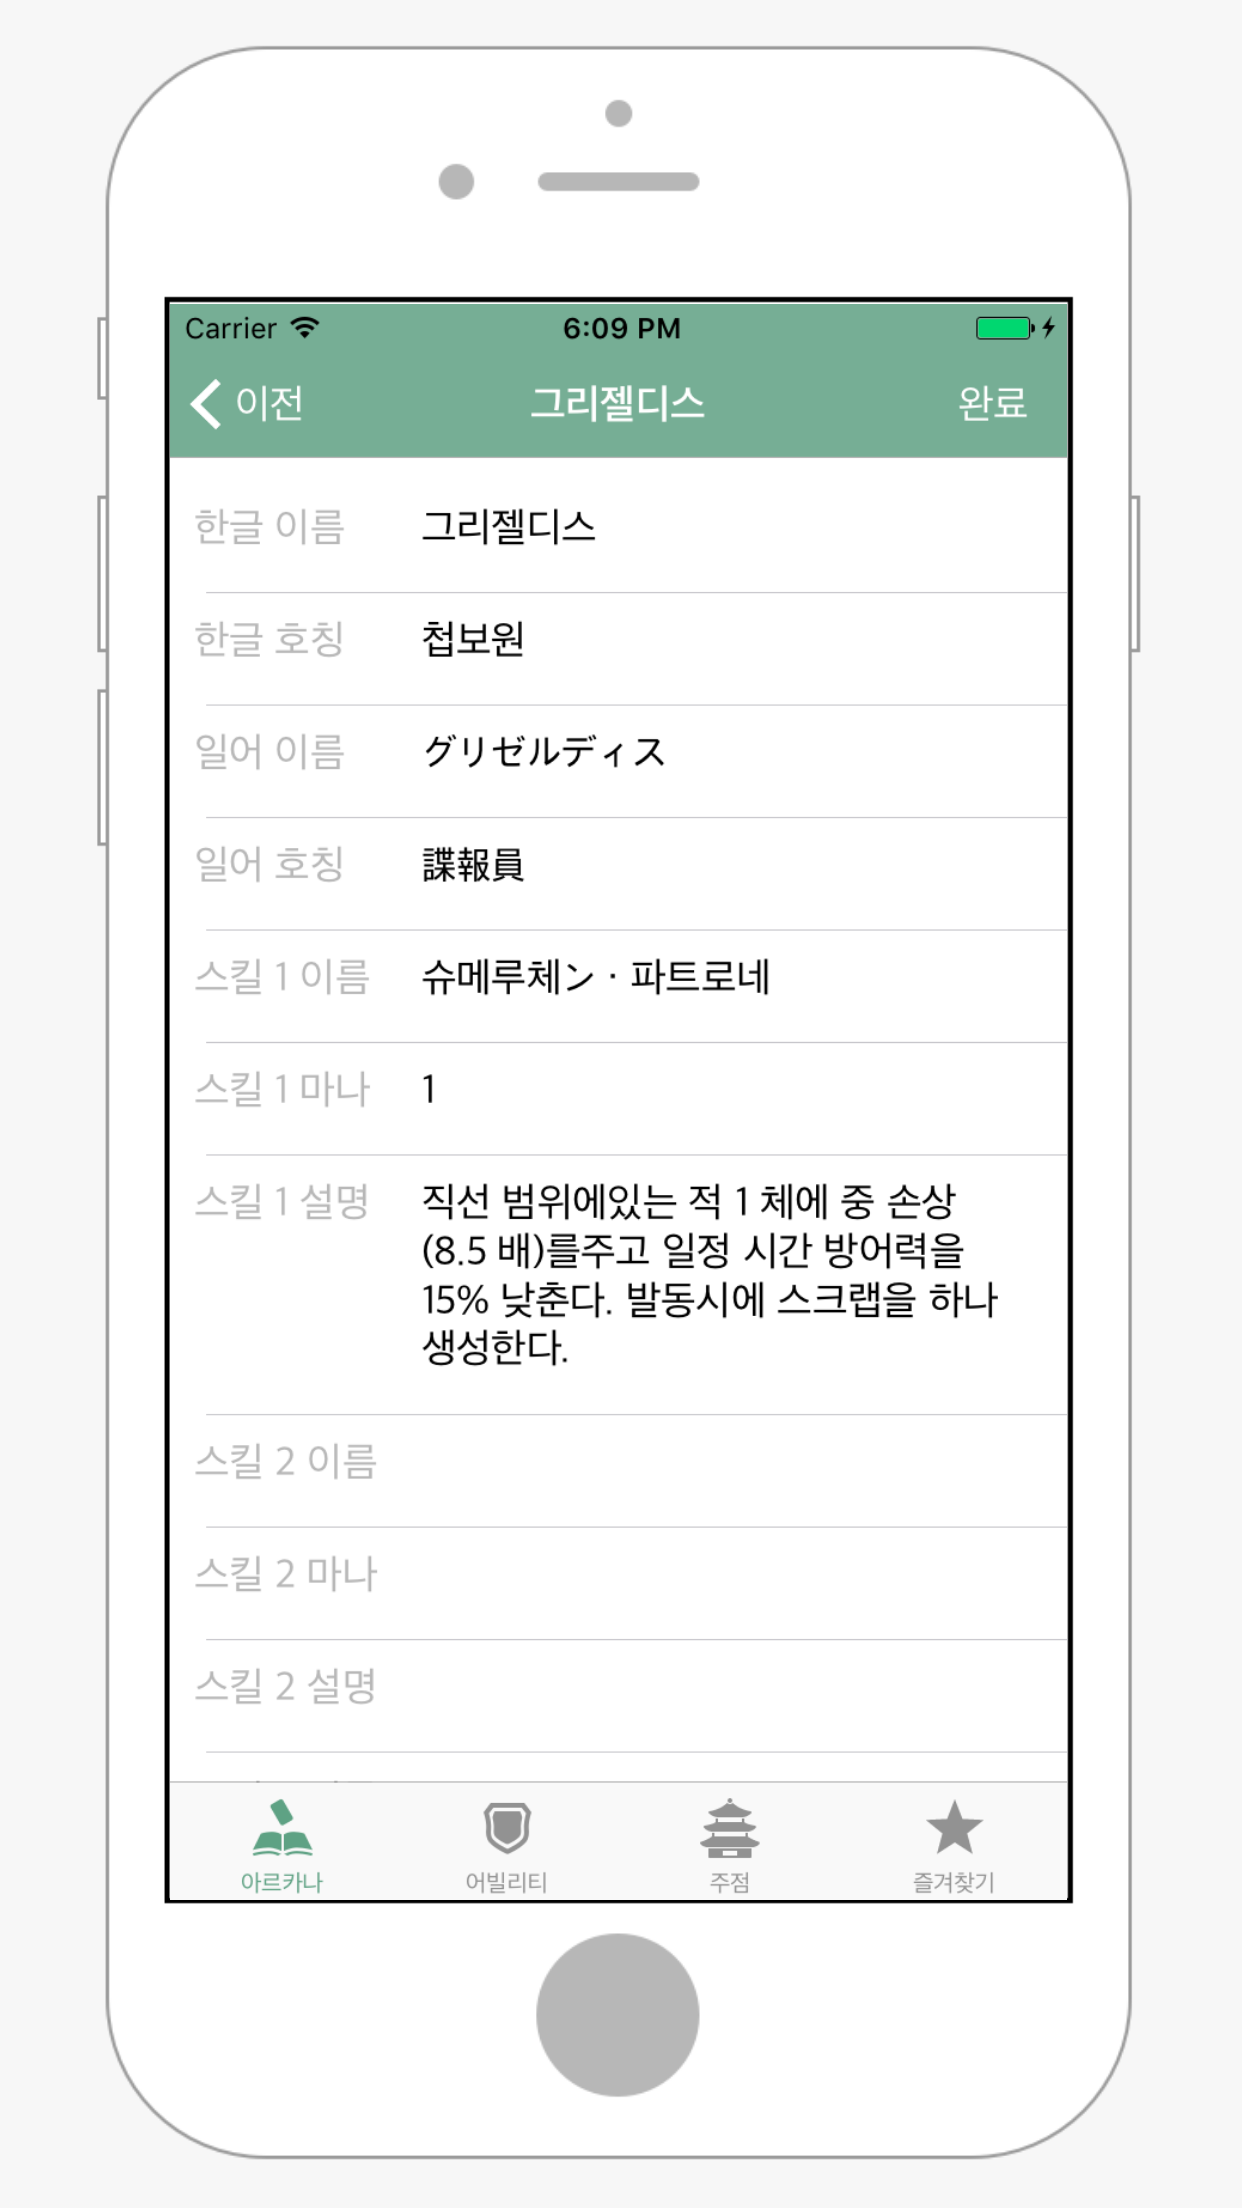 Carrier 6:09 PM
이전 그리젤디스 완료
한글 이름 그리젤디스
한글 호칭 첩보원
일어 이름 グリゼルディス
일어 호칭 諜報員
스킬 1 이름 슈메루체ン · 파트로네
스킬 1 마나 1
스킬 1 설명 직선 범위에있는 적 1 체에 중 손상
(8.5 배)를주고 일정 시간 방어력을
15% 낮춘다. 발동시에 스크랩을 하나
생성한다.
스킬 2 이름
스킬 2 마나
스킬 2 설명
아르카나 어빌리티 주점 즐겨찾기